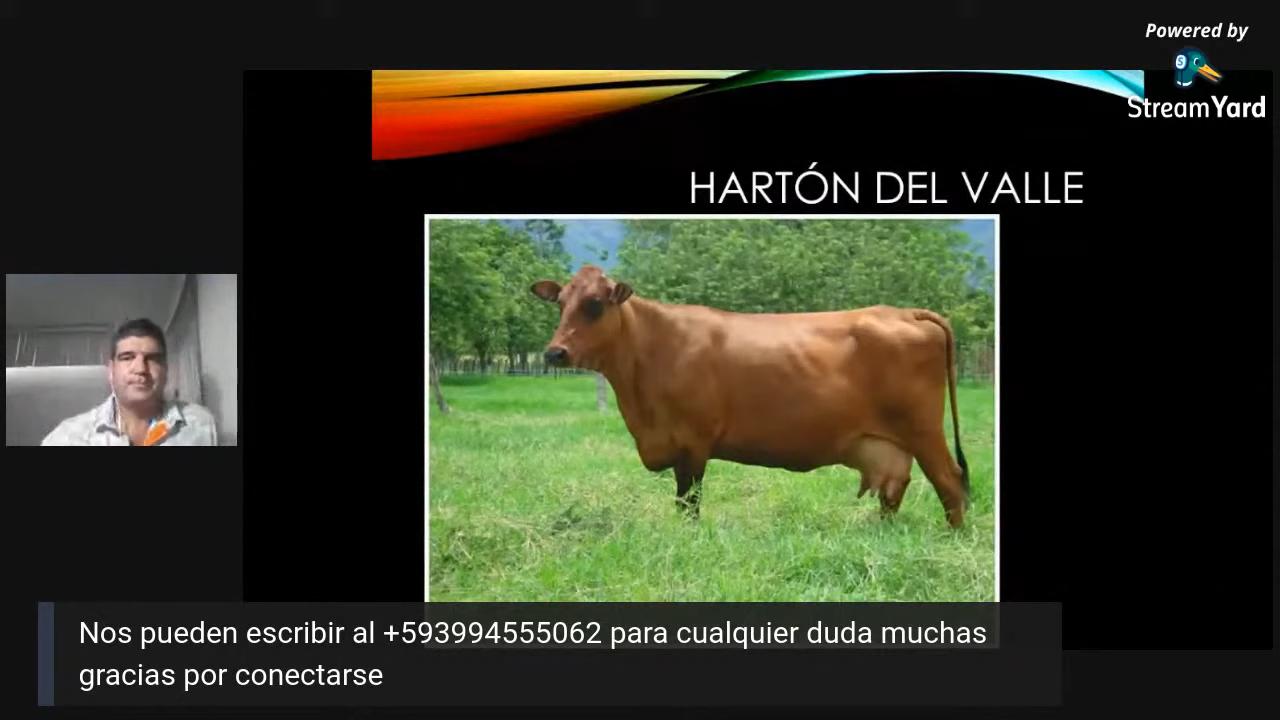 Powered by
StreamYard
HARTÓN DEL VALLE
Nos pueden escribir al +593994555062 para cualquier duda muchas
gracias por conectarse